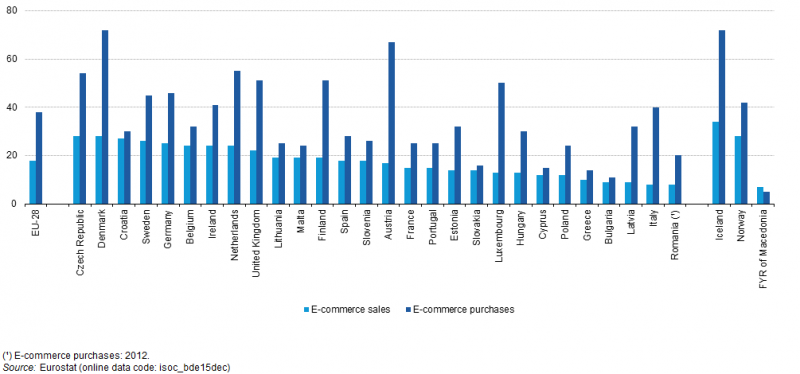 80
60
40
20
0
EU-28
Czech Republic
Denmark
Croatia
Sweden
Germany
Belgium
Ireland
Netherlands
United Kingdom
Lithuania
Malta
Finland
Spain
Slovenia
Austria
France
Portugal
Estonia
Slovakia
Luxembourg
Hungary
Cyprus
Poland
Greece
Bulgaria
Latvia
Italy
Romania (¹)
Iceland
Norway
FYR of Macedonia
E-commerce sales
E-commerce purchases
(¹) E-commerce purchases: 2012.
Source: Eurostat (online data code: isoc_bde15dec)